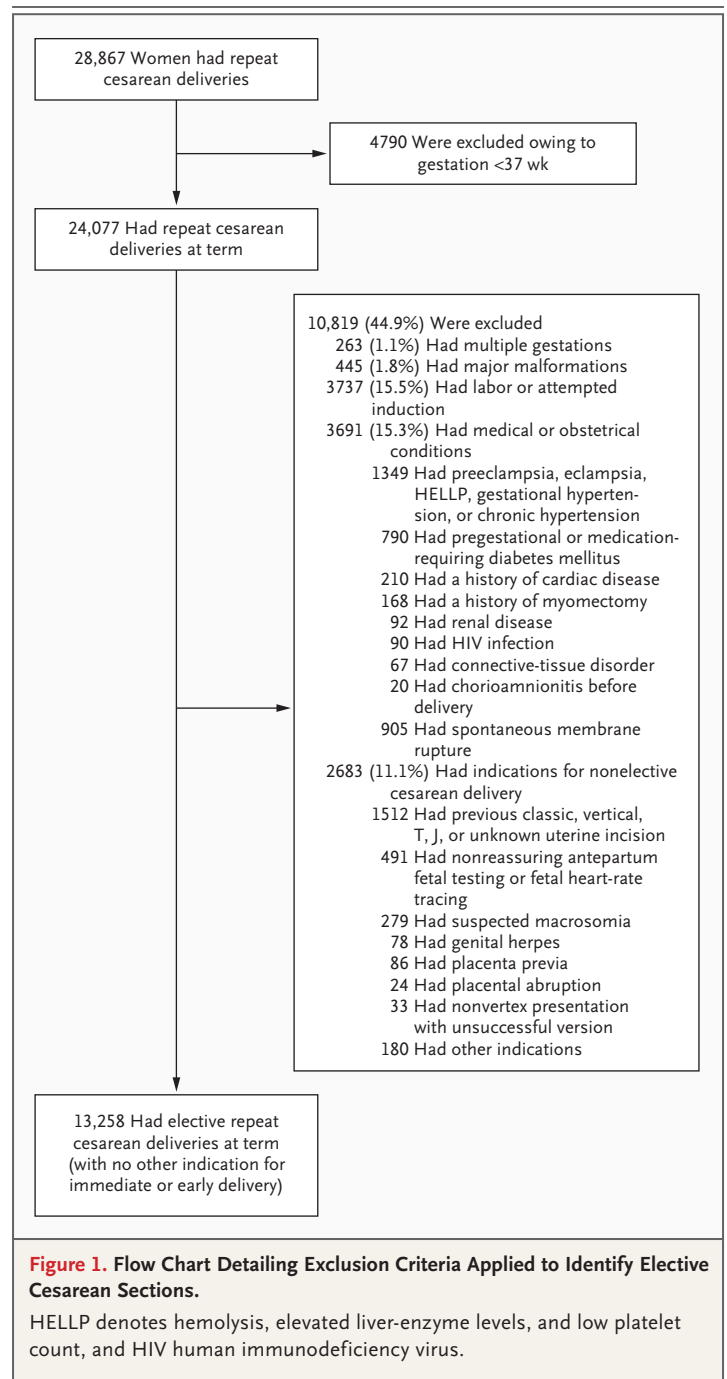 28,867 Women had repeat
cesarean deliveries
4790 Were excluded owing to
gestation <37 wk
24,077 Had repeat cesarean
deliveries at term
10,819 (44.9%) Were excluded
263 (1.1%) Had multiple gestations
445 (1.8%) Had major malformations
3737 (15.5%) Had labor or attempted
induction
3691 (15.3%) Had medical or obstetrical
conditions
1349 Had preeclampsia, eclampsia,
HELLP, gestational hyperten-
sion, or chronic hypertension
790 Had pregestational or medication-
requiring diabetes mellitus
210 Had a history of cardiac disease
168 Had a history of myomectomy
92 Had renal disease
90 Had HIV infection
67 Had connective-tissue disorder
20 Had chorioamnionitis before
delivery
905 Had spontaneous membrane
rupture
2683 (11.1%) Had indications for nonelective
cesarean delivery
1512 Had previous classic, vertical,
T, J, or unknown uterine incision
491 Had nonreassuring antepartum
fetal testing or fetal heart-rate
tracing
279 Had suspected macrosomia
78 Had genital herpes
86 Had placenta previa
24 Had placental abruption
33 Had nonvertex presentation
with unsuccessful version
180 Had other indications
13,258 Had elective repeat
cesarean deliveries at term
(with no other indication for
immediate or early delivery)
Figure 1. Flow Chart Detailing Exclusion Criteria Applied to Identify Elective
Cesarean Sections.
HELLP denotes hemolysis, elevated liver-enzyme levels, and low platelet
count, and HIV human immunodeficiency virus.